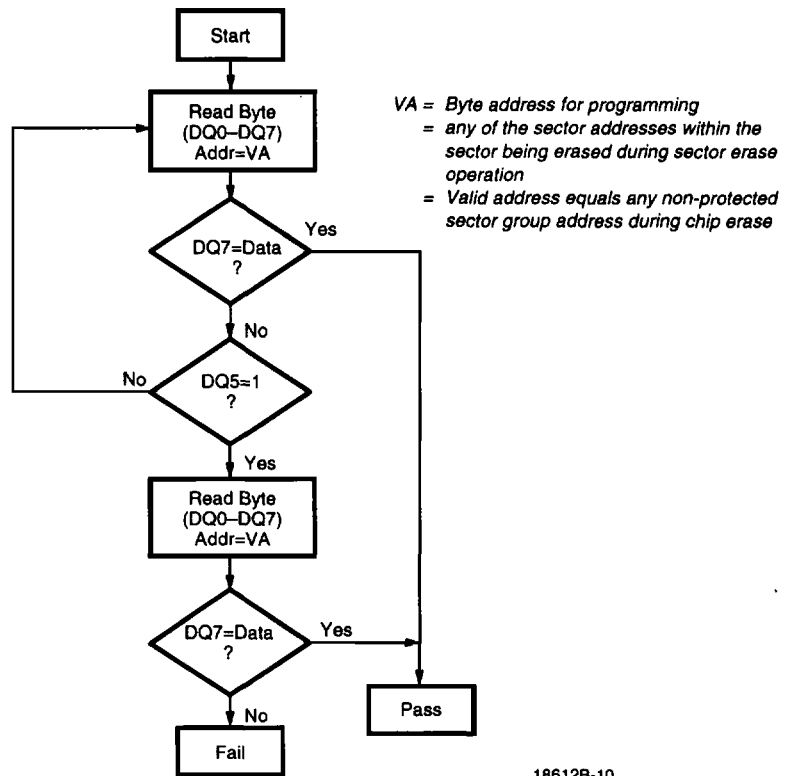 Start
Read Byte
(DQ0–DQ7)
Addr=VA
VA = Byte address for programming
= any of the sector addresses within the
sector being erased during sector erase
operation
= Valid address equals any non-protected
sector group address during chip erase
DQ7=Data
?
Yes
No
DQ5=1
?
No
Yes
Read Byte
(DQ0–DQ7)
Addr=VA
DQ7=Data
?
Yes
No
Pass
Fail
18612B-10